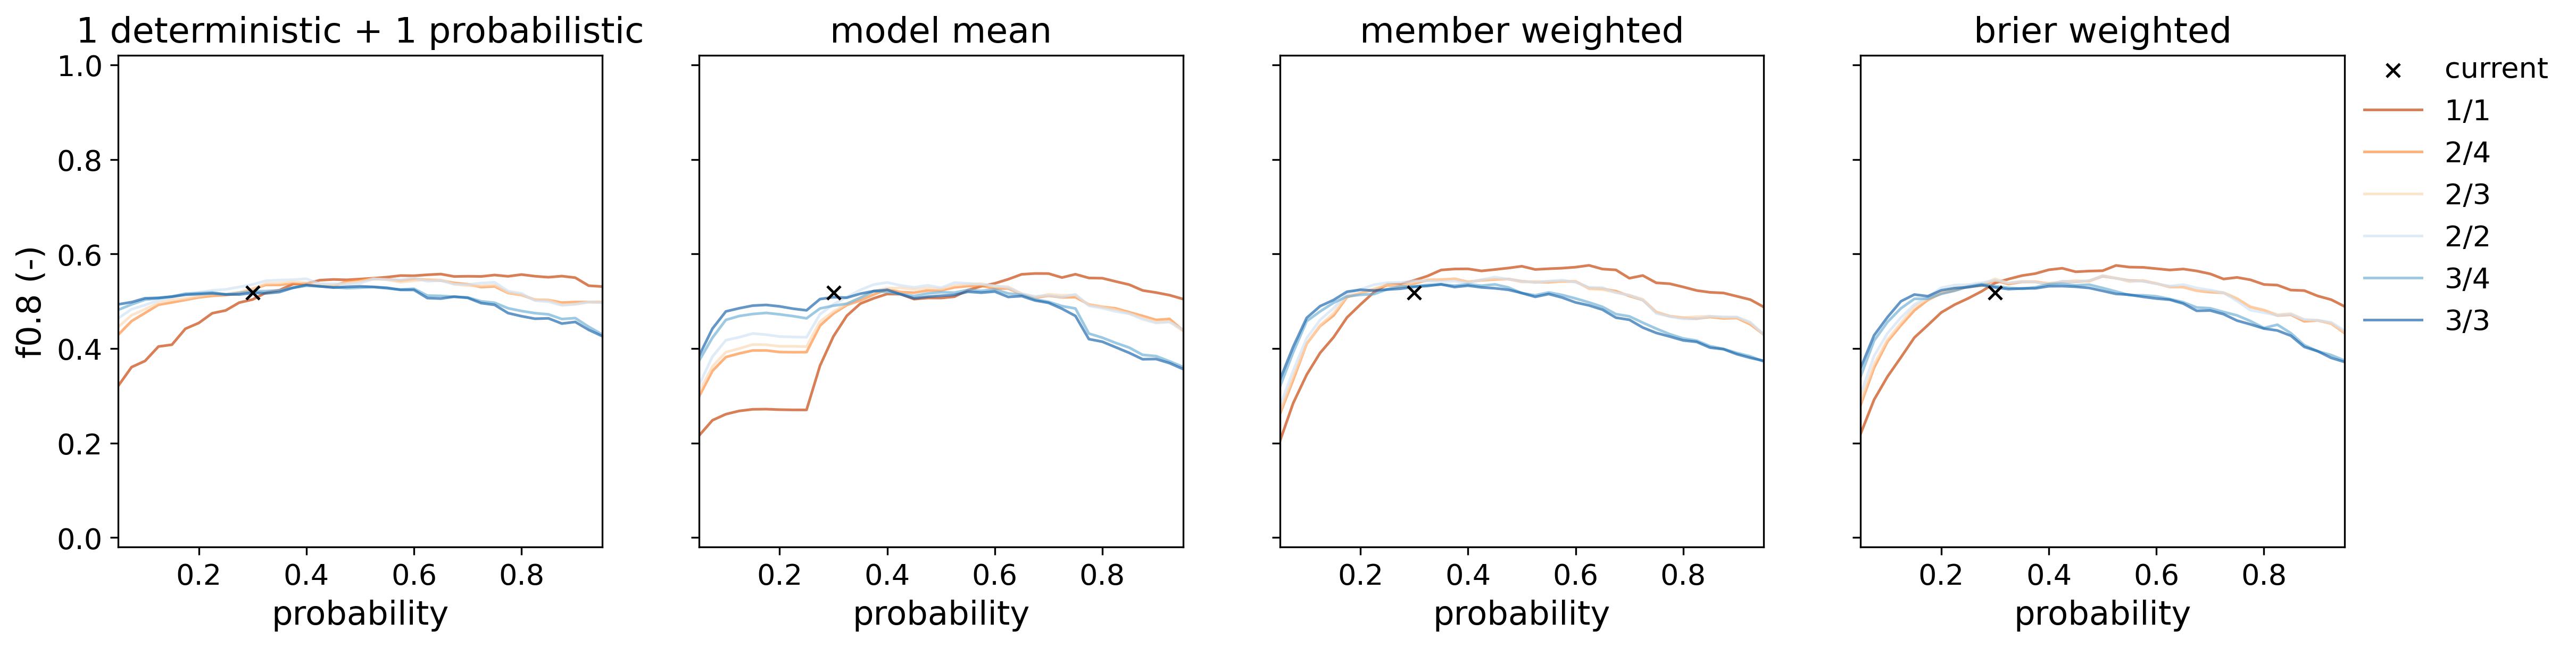 1 deterministic + 1 probabilistic
model mean
member weighted
brier weighted
f0.8 (-)
1.0
0.8
0.6
0.4
0.2
0.0
0.2 0.4 0.6 0.8
0.2 0.4 0.6 0.8
0.2 0.4 0.6 0.8
0.2 0.4 0.6 0.8
probability
probability
probability
probability
current
1/1
2/4
2/3
2/2
3/4
3/3